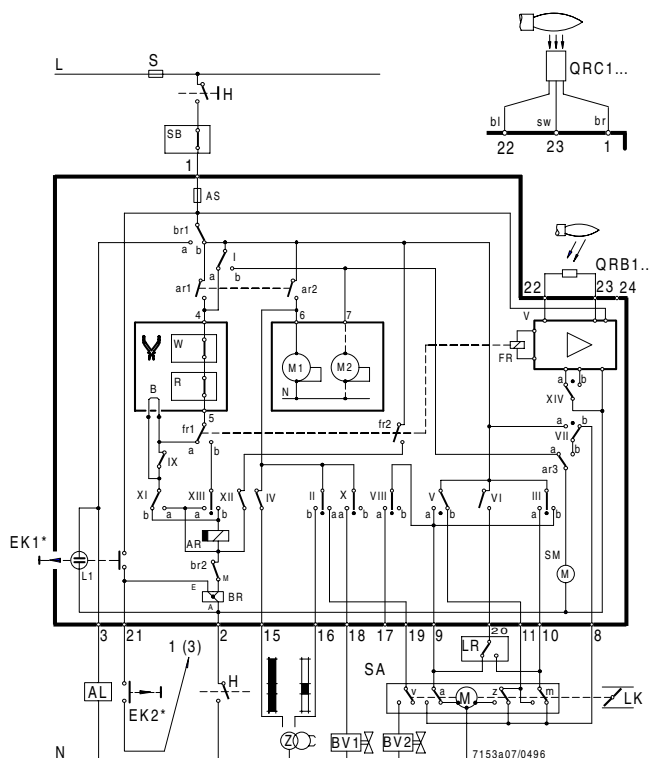 L S
H
SB
1
AS
QRC1...
bl sw br
22 23 1
br1
a b
I
a b
ar1 ar2
4 6 7
W
R
M1 M2
N
B
5
fr1 fr2
a b
QRB1..
22 23 24
V
FR
a b
XIV
a b
VII
a
ar3
IX
XI XIII XII IV II X VIII V VI III
b a a b a a b a b a b a b
AR
EK1*
L1
br2
M
E
BR
A
SM
M
3 21 2 15 16 18 17 19 9 20 11 10 8
1 (3)
LR
AL
EK2*
H
SA
v a M z m
LK
Z
BV1 BV2
N
7153a07/0496